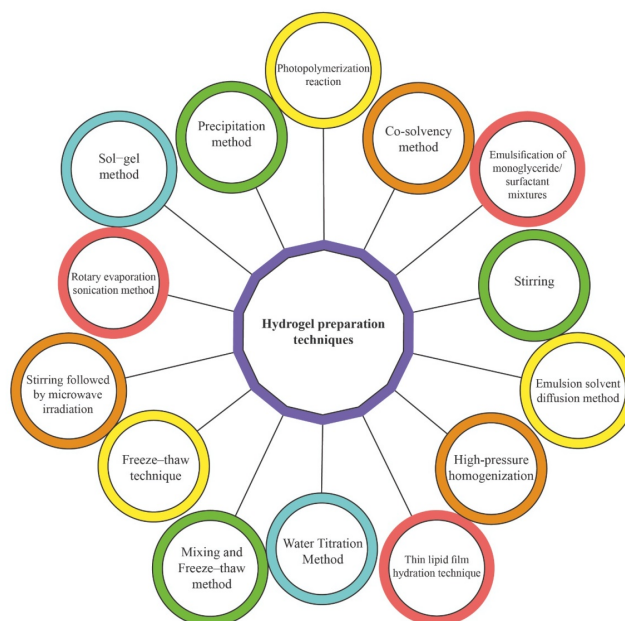 Photopolymerization
reaction
Precipitation
method
Co-solvency
method
Sol–gel
method
Emulsification of
monoglyceride/
surfactant
mixtures
Rotary evaporation
sonication method
Stirring
Hydrogel preparation
techniques
Stirring followed
by microwave
irradiation
Emulsion solvent
diffusion method
Freeze–thaw
technique
High-pressure
homogenization
Mixing and
Freeze–thaw
method
Water Titration
Method
Thin lipid film
hydration technique